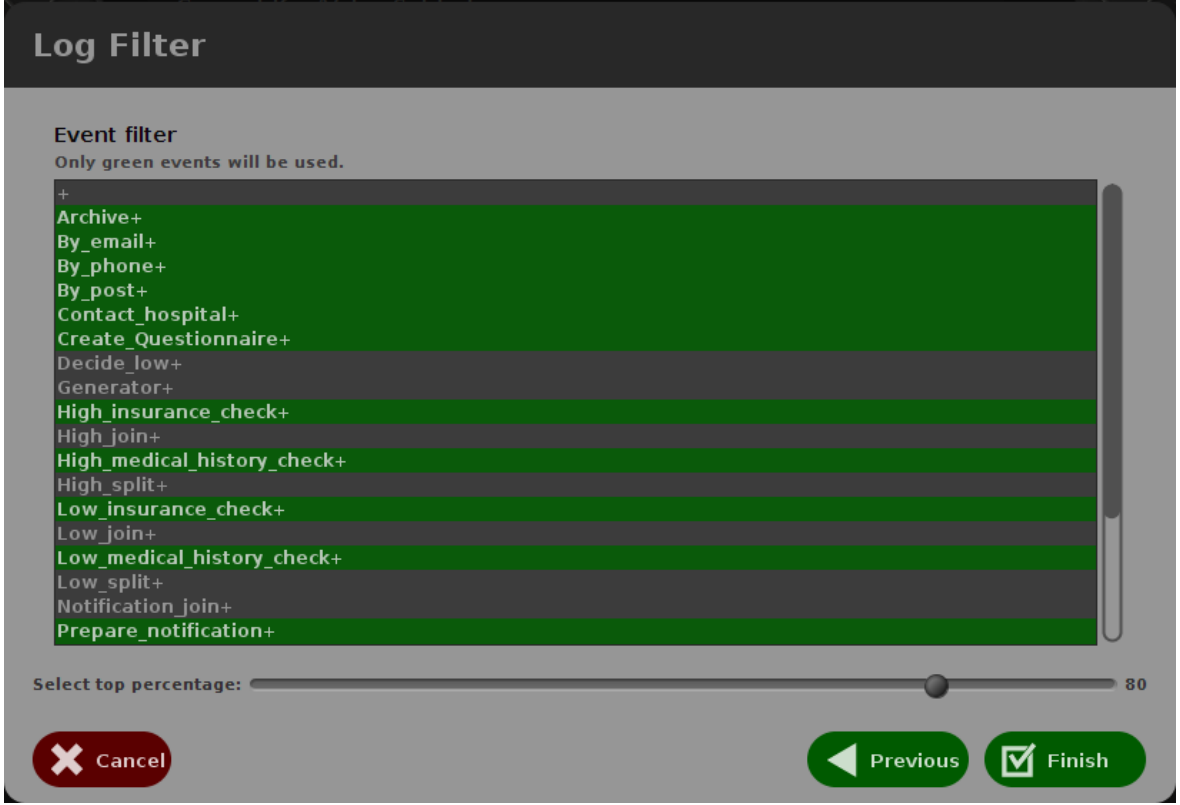 Log Filter
Event filter
Only green events will be used.
+
Archive+
By_email+
By_phone+
By_post+
Contact_hospital+
Create_Questionnaire+
Decide_low+
Generator+
High_insurance_check+
High_join+
High_medical_history_check+
High_split+
Low_insurance_check+
Low_join+
Low_medical_history_check+
Low_split+
Notification_join+
Prepare_notification+
Select top percentage: 80
Cancel Previous Finish